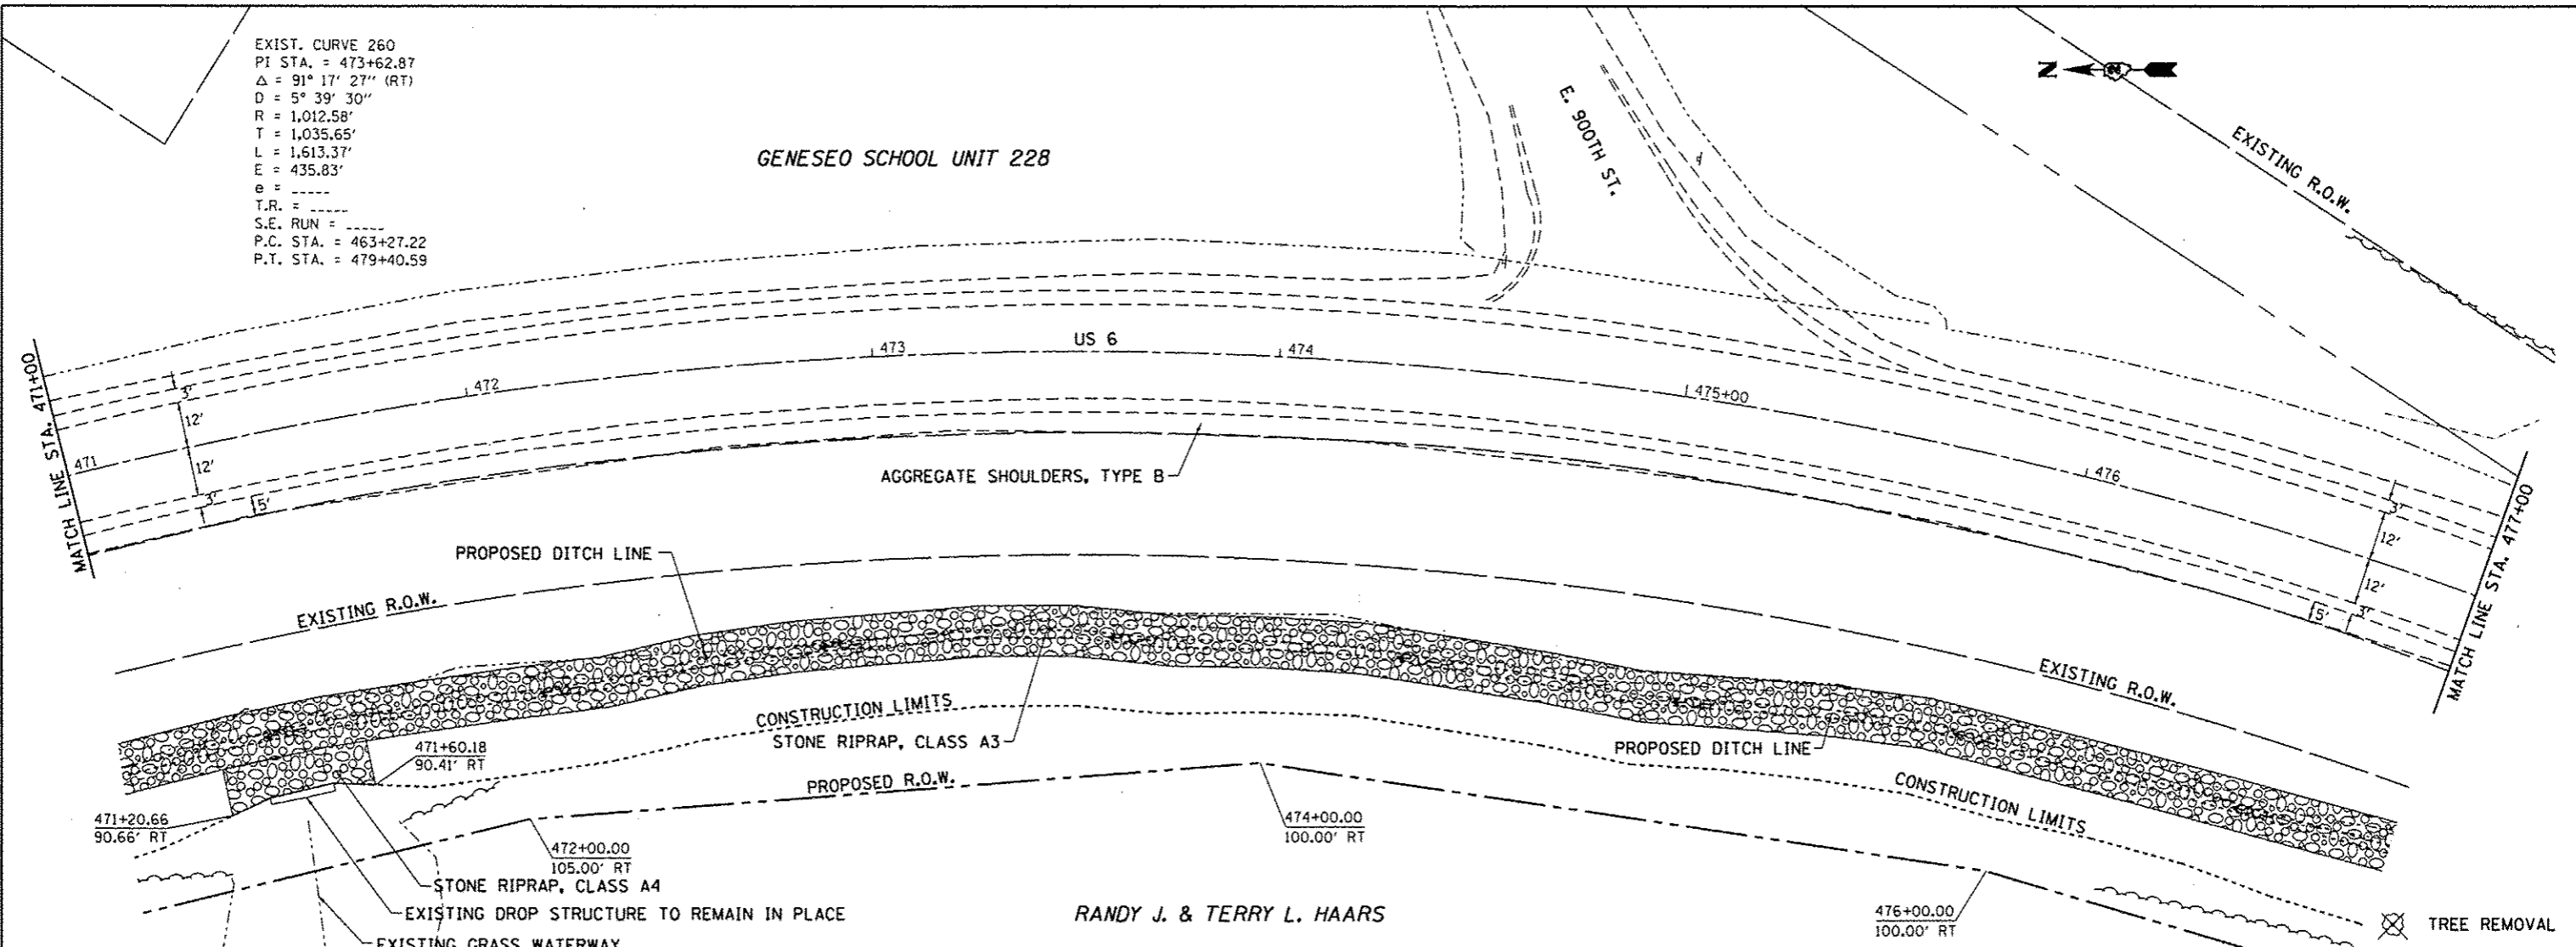 EXIST. CURVE 260
PI STA. = 473+62.87
Δ = 91° 17' 27'' (RT)
D = 5° 39' 30''
R = 1,012.58'
T = 1,035.65'
L = 1,613.37'
E = 435.83'
e = -----
T.R. = -----
S.E. RUN = -----
P.C. STA. = 463+27.22
P.T. STA. = 479+40.59
GENESEO SCHOOL UNIT 228
E. 900TH ST.
N
EXISTING R.O.W.
MATCH LINE STA. 471+00
3'
12'
12'
3'
5'
471
472
473
US 6
474
475+00
476
AGGREGATE SHOULDERS, TYPE B
3'
12'
12'
3'
5'
MATCH LINE STA. 477+00
PROPOSED DITCH LINE
EXISTING R.O.W.
EXISTING R.O.W.
CONSTRUCTION LIMITS
STONE RIPRAP, CLASS A3
PROPOSED DITCH LINE
471+60.18
90.41' RT
PROPOSED R.O.W.
CONSTRUCTION LIMITS
471+20.66
90.66' RT
472+00.00
105.00' RT
474+00.00
100.00' RT
STONE RIPRAP, CLASS A4
EXISTING DROP STRUCTURE TO REMAIN IN PLACE
EXISTING GRASS WATERWAY
RANDY J. & TERRY L. HAARS
476+00.00
100.00' RT
TREE REMOVAL